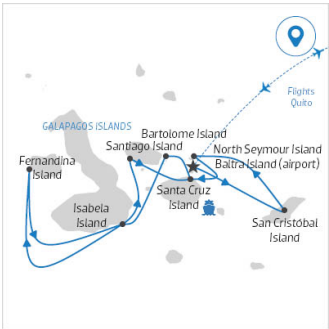 Flights
Quito
GALAPAGOS ISLANDS
Bartolome Island
Santiago Island
North Seymour Island
Baltra Island (airport)
Fernandina
Island
Santa Cruz
Island
Isabela
Island
San Cristóbal
Island